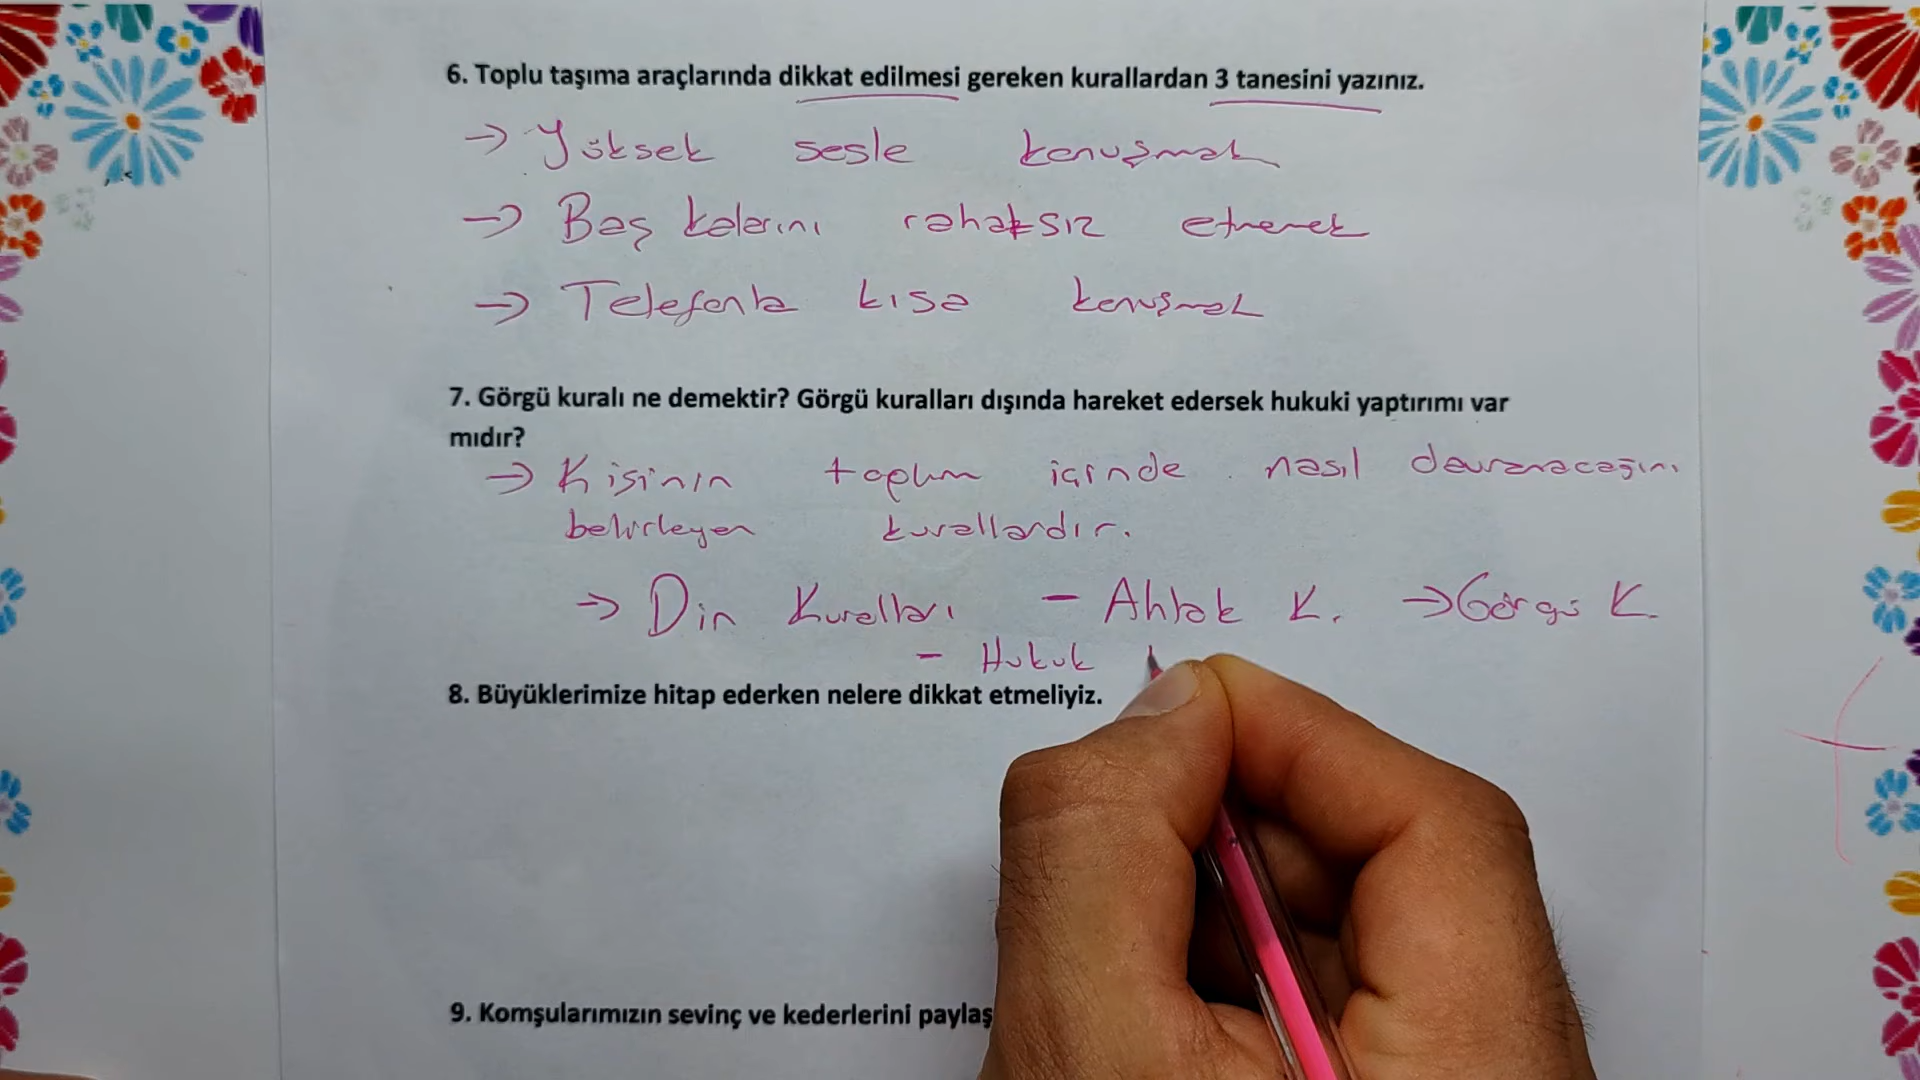 6. Toplu taşıma araçlarında dikkat edilmesi gereken kurallardan 3 tanesini yazınız.
→ Yüksek sesle konuşmak
→ Başkalarını rahatsız etmemek
→ Telefonla kısa konuşmak
7. Görgü kuralı ne demektir? Görgü kuralları dışında hareket edersek hukuki yaptırımı var
mıdır?
→ Kişinin toplum içinde nasıl davranacağını
belirleyen kurallardır.
→ Din Kuralları - Ahlak K. → Görgü K.
- Hukuk
8. Büyüklerimize hitap ederken nelere dikkat etmeliyiz.
9. Komşularımızın sevinç ve kederlerini paylaş